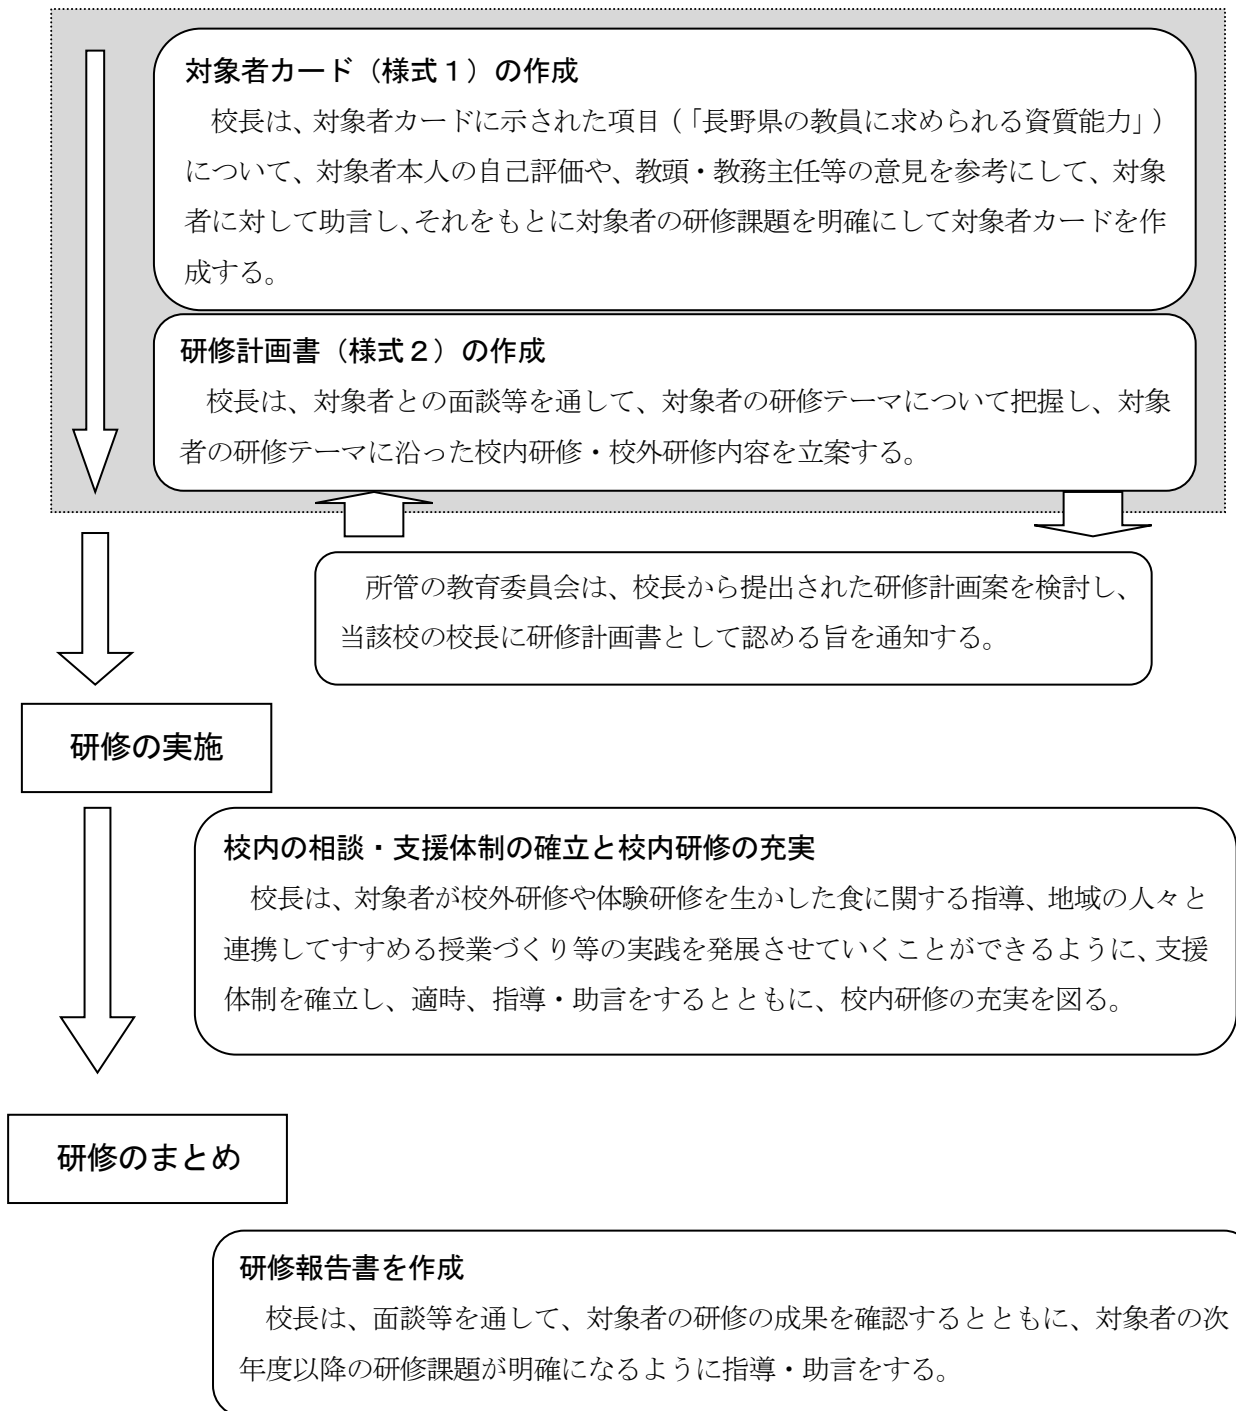 対象者カード（様式１）の作成
校長は、対象者カードに示された項目（「長野県の教員に求められる資質能力」）
について、対象者本人の自己評価や、教頭・教務主任等の意見を参考にして、対象
者に対して助言し、それをもとに対象者の研修課題を明確にして対象者カードを作
成する。
研修計画書（様式２）の作成
校長は、対象者との面談等を通して、対象者の研修テーマについて把握し、対象
者の研修テーマに沿った校内研修・校外研修内容を立案する。
所管の教育委員会は、校長から提出された研修計画案を検討し、
当該校の校長に研修計画書として認める旨を通知する。
研修の実施
校内の相談・支援体制の確立と校内研修の充実
校長は、対象者が校外研修や体験研修を生かした食に関する指導、地域の人々と
連携してすすめる授業づくり等の実践を発展させていくことができるように、支援
体制を確立し、適時、指導・助言をするとともに、校内研修の充実を図る。
研修のまとめ
研修報告書を作成
校長は、面談等を通して、対象者の研修の成果を確認するとともに、対象者の次
年度以降の研修課題が明確になるように指導・助言をする。